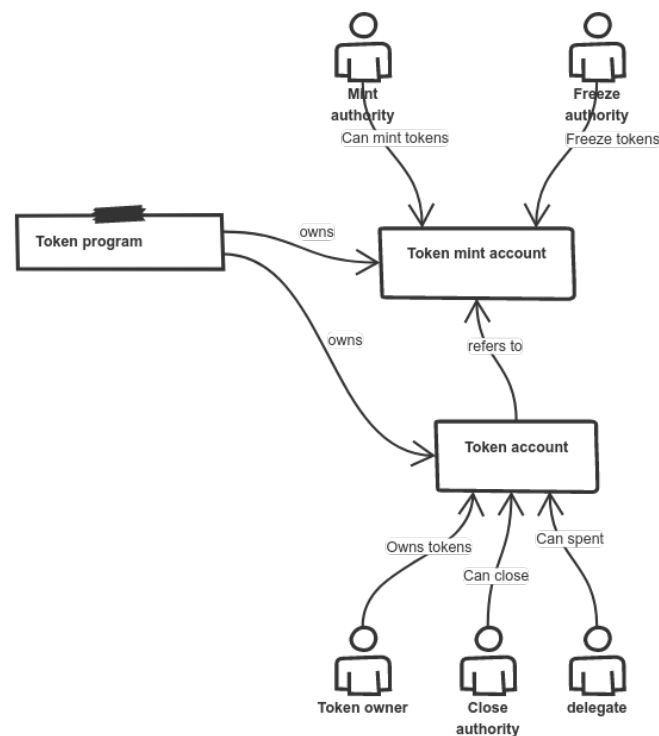 Mint
authority
Freeze
authority
Can mint tokens
Freeze tokens
Token program
owns
Token mint account
owns
refers to
Token account
Owns tokens
Can close
Can spent
Token owner
Close
authority
delegate